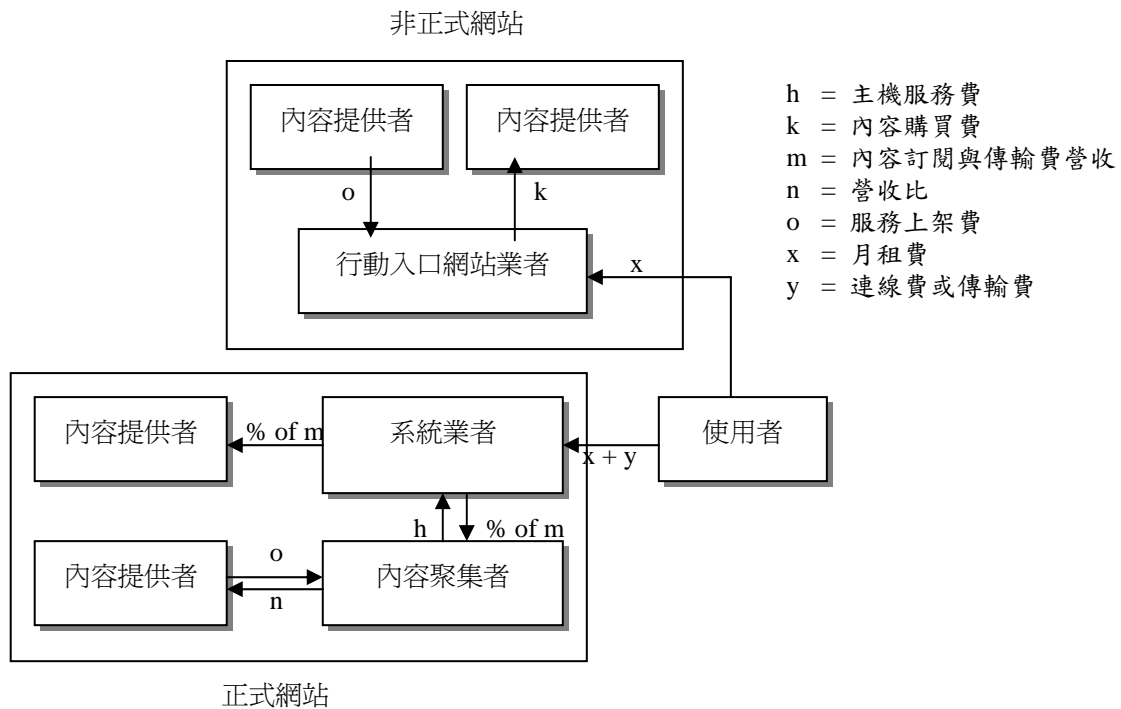 非正式網站
內容提供者
內容提供者
o
k
行動入口網站業者
x
h = 主機服務費
k = 內容購買費
m = 內容訂閱與傳輸費營收
n = 營收比
o = 服務上架費
x = 月租費
y = 連線費或傳輸費
內容提供者
% of m
系統業者
x + y
使用者
h
% of m
內容提供者
o
n
內容聚集者
正式網站